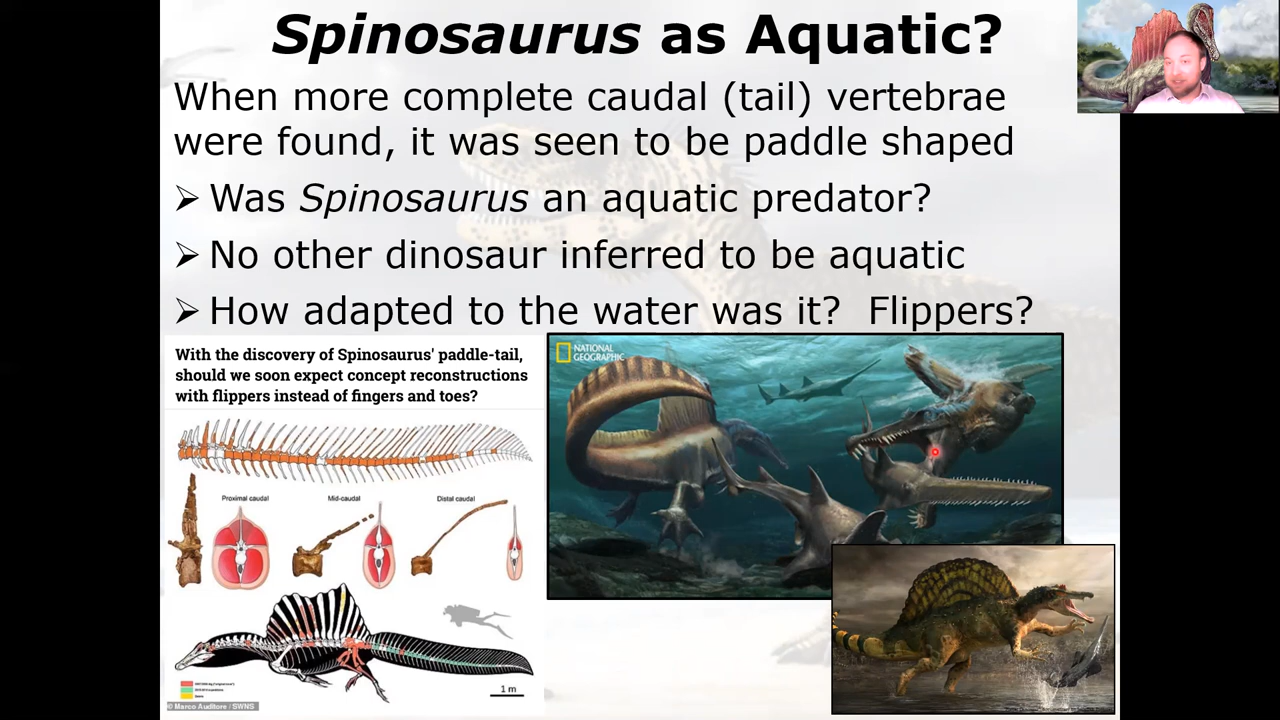 Spinosaurus as Aquatic?
When more complete caudal (tail) vertebrae
were found, it was seen to be paddle shaped
➢ Was Spinosaurus an aquatic predator?
➢ No other dinosaur inferred to be aquatic
➢ How adapted to the water was it? Flippers?
With the discovery of Spinosaurus' paddle-tail,
should we soon expect concept reconstructions
with flippers instead of fingers and toes?
Proximal caudal
Mid-caudal
Distal caudal
1 m
© Marco Auditore / SWNS
NATIONAL
GEOGRAPHIC